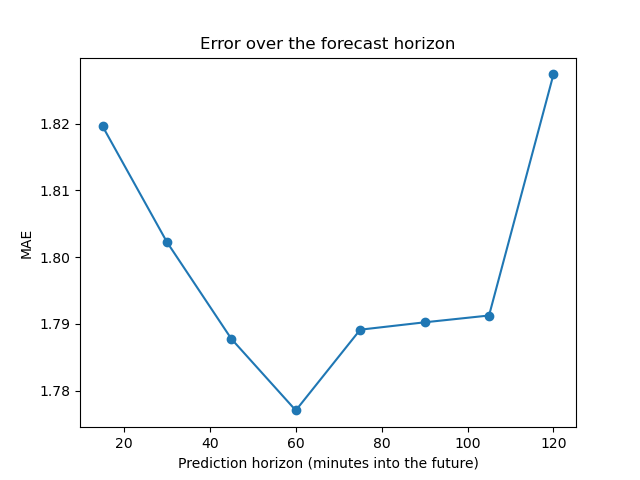 Error over the forecast horizon
1.82
1.81
1.80
1.79
1.78
MAE
20 40 60 80 100 120
Prediction horizon (minutes into the future)